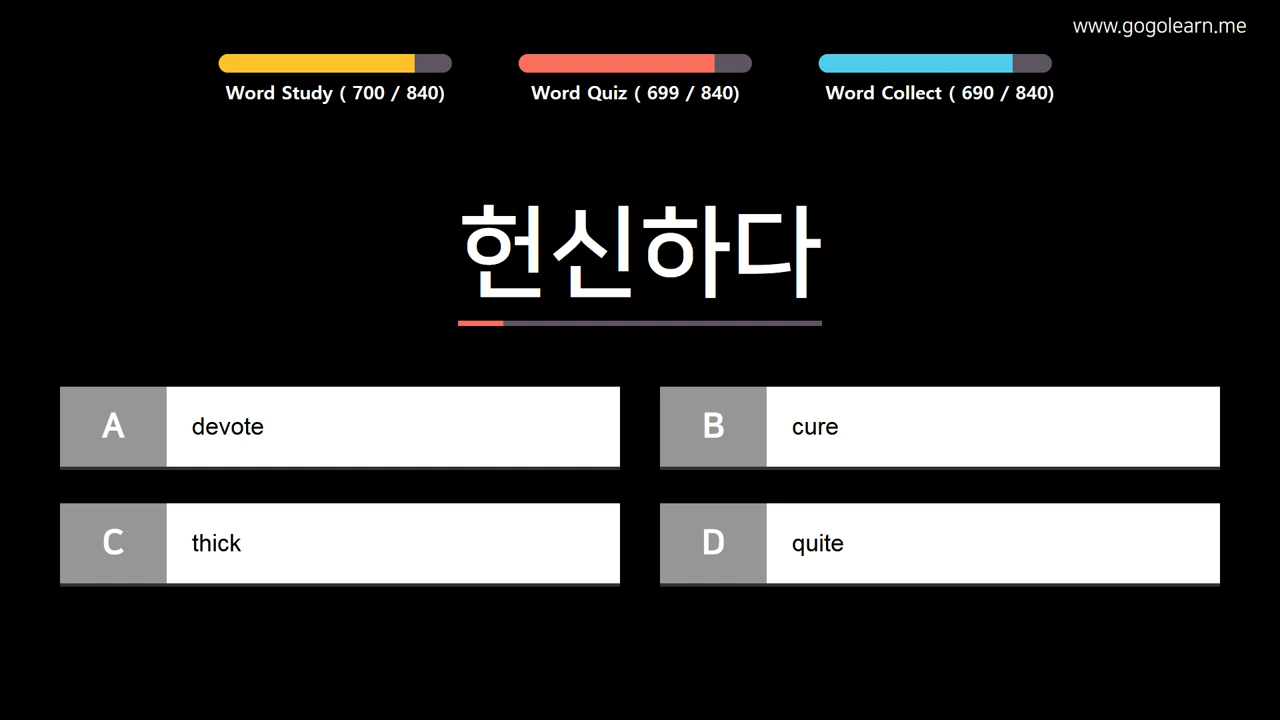 www.gogolearn.me
Word Study ( 700 / 840)
Word Quiz ( 699 / 840)
Word Collect ( 690 / 840)
헌신하다
A devote
B cure
C thick
D quite